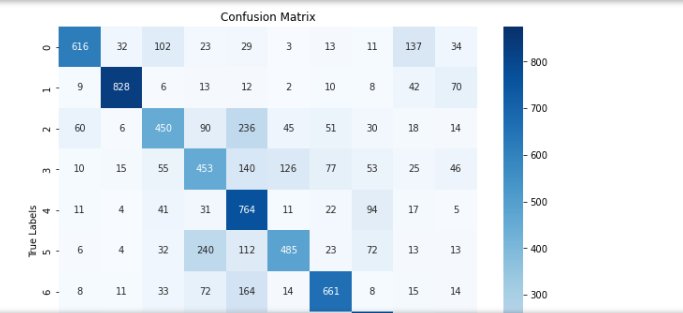 Confusion Matrix
0 616 32 102 23 29 3 13 11 137 34
1 9 828 6 13 12 2 10 8 42 70
2 60 6 450 90 236 45 51 30 18 14
3 10 15 55 453 140 126 77 53 25 46
4 11 4 41 31 764 11 22 94 17 5
5 6 4 32 240 112 485 23 72 13 13
6 8 11 33 72 164 14 661 8 15 14
True Labels
800
700
600
500
400
300